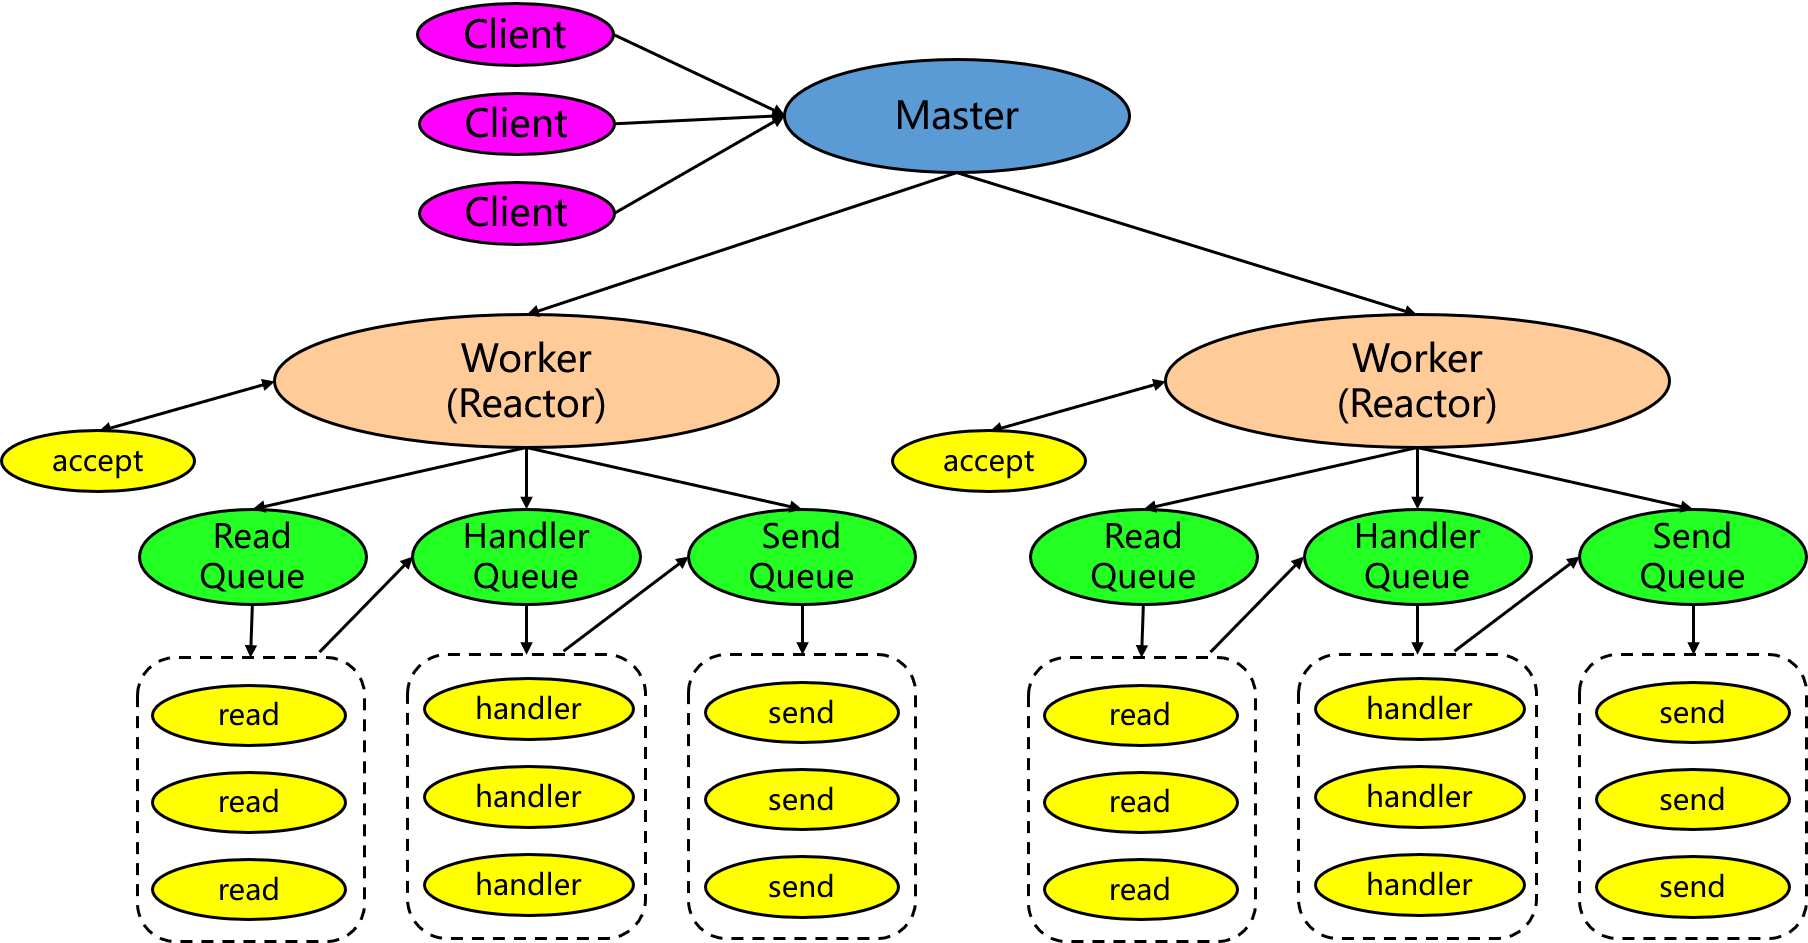 Client
Client
Client
Master
Worker
(Reactor)
accept
Read
Queue
Handler
Queue
Send
Queue
read
read
read
handler
handler
handler
send
send
send
Worker
(Reactor)
accept
Read
Queue
Handler
Queue
Send
Queue
read
read
read
handler
handler
handler
send
send
send